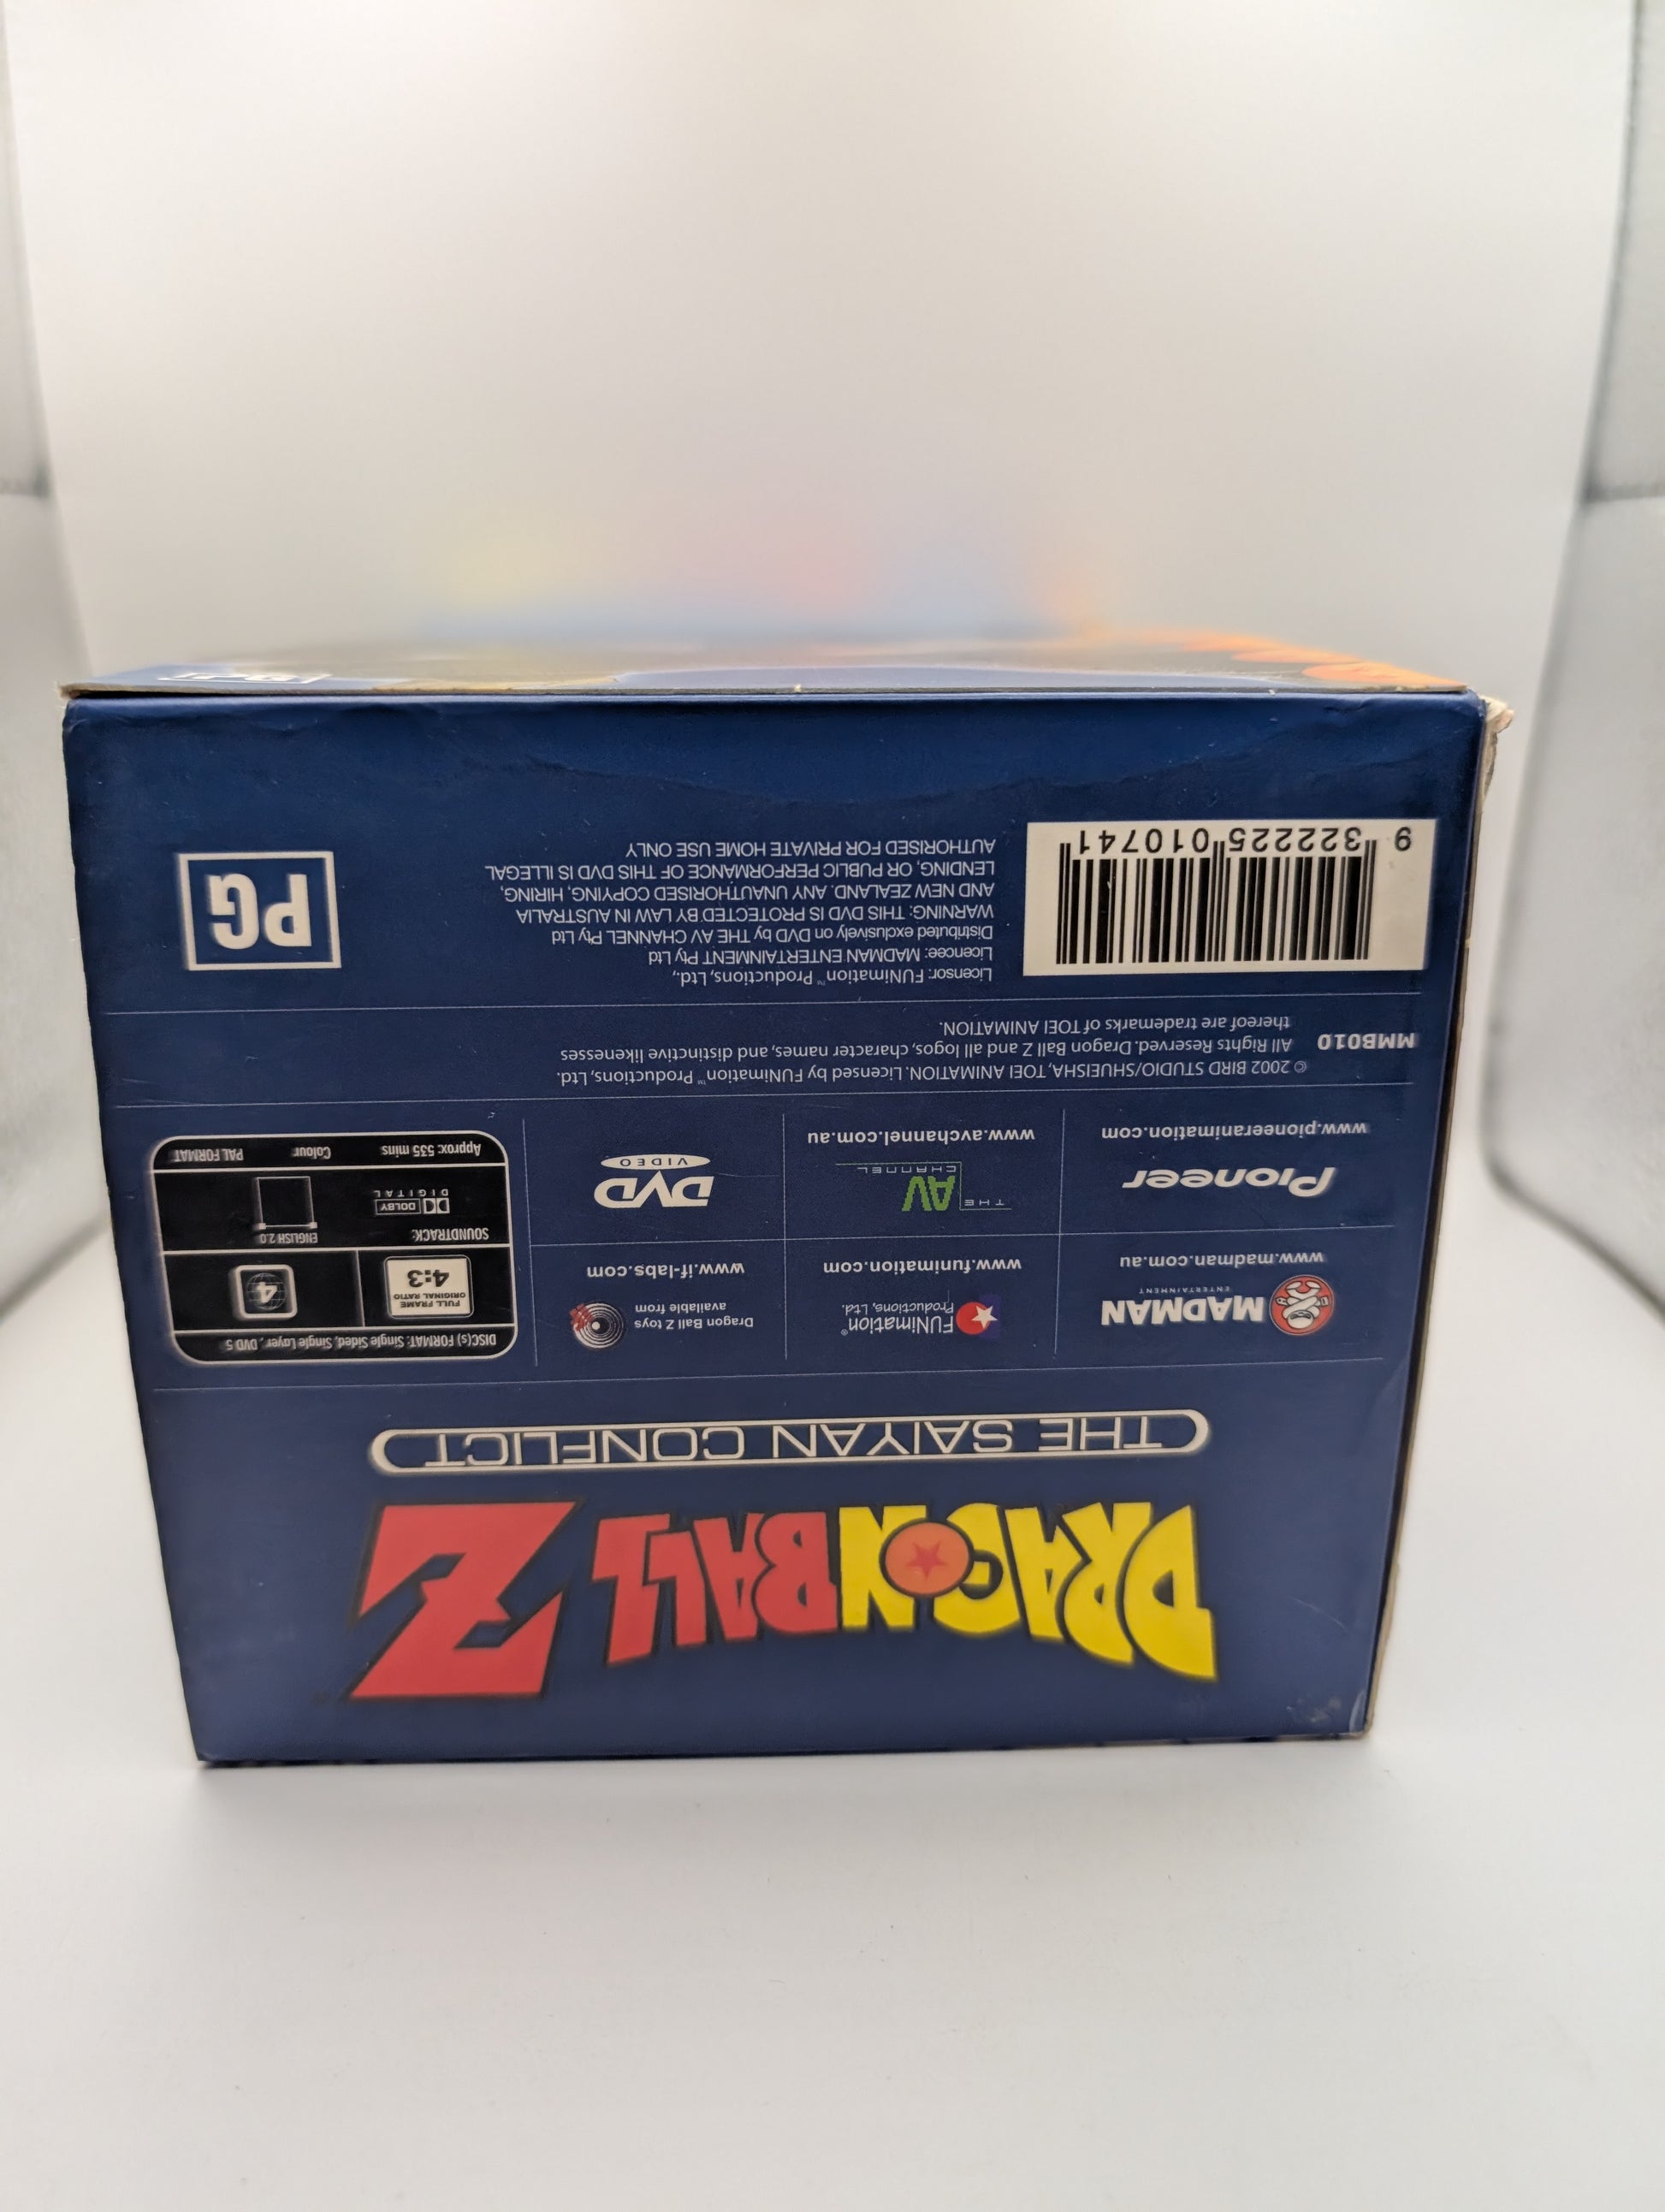 DRAGON BALL Z
THE SAIYAN CONFLICT
MADMAN
ENTERTAINMENT
www.madman.com.au
FUNimation®
Productions, Ltd.
www.funimation.com
Dragon Ball Z toys
available from
www.if-labs.com
DISC(s) FORMAT: Single Sided, Single Layer, DVD 5
FULL FRAME
ORIGINAL RATIO
4:3
4
SOUNDTRACK:
ENGLISH 2.0
DOLBY
DIGITAL
Approx: 535 mins
Colour
PAL FORMAT
Pioneer
www.pioneeranimation.com
THE
AV
CHANNEL
www.avchannel.com.au
DVD
VIDEO
MMB010
© 2002 BIRD STUDIO/SHUEISHA, TOEI ANIMATION. Licensed by FUNimation™ Productions, Ltd.
All Rights Reserved. Dragon Ball Z and all logos, character names, and distinctive likenesses
thereof are trademarks of TOEI ANIMATION.
9 322225 010741
Licensor: FUNimation™ Productions, Ltd.,
Licencee: MADMAN ENTERTAINMENT Pty Ltd
Distributed exclusively on DVD by THE AV CHANNEL Pty Ltd
WARNING: THIS DVD IS PROTECTED BY LAW IN AUSTRALIA
AND NEW ZEALAND. ANY UNAUTHORISED COPYING, HIRING,
LENDING, OR PUBLIC PERFORMANCE OF THIS DVD IS ILLEGAL
AUTHORISED FOR PRIVATE HOME USE ONLY
PG